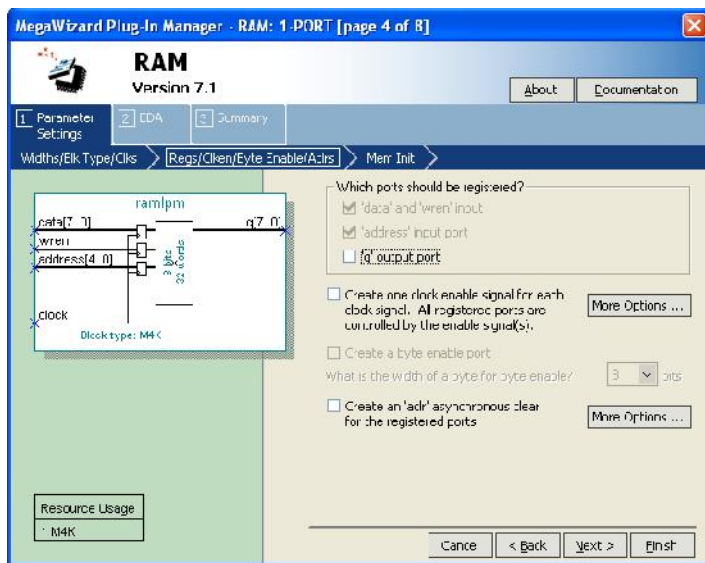 MegaWizard Plug-In Manager - RAM: 1-PORT [page 4 of 8]
RAM
Version 7.1
About
Documentation
1 Parameter Settings
2 EDA
3 Summary
Widths/Blk Type/Clks
Regs/Clken/Byte Enable/Aclrs
Mem Init
ramlpm
data[7..0]
wren
address[4..0]
clock
q[7..0]
8 bits
32 words
Block type: M4K
Which ports should be registered?
'data' and 'wren' input
'address' input port
'q' output port
Create one clock enable signal for each
clock signal. All registered ports are
controlled by the enable signal(s).
More Options ...
Create a byte enable port
What is the width of a byte for byte enable?
8
bits
Create an 'aclr' asynchronous clear
for the registered ports
More Options ...
Resource Usage
1 M4K
Cancel
< Back
Next >
Finish